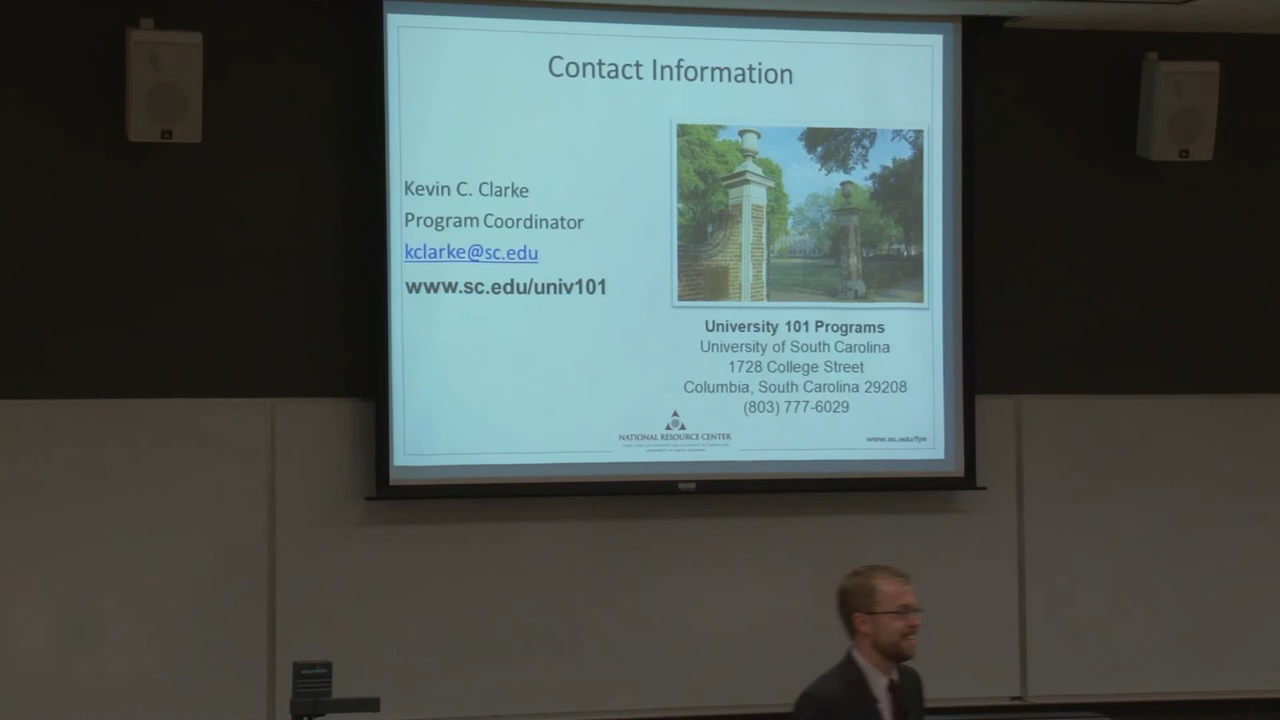 Contact Information
Kevin C. Clarke
Program Coordinator
kclarke@sc.edu
www.sc.edu/univ101
University 101 Programs
University of South Carolina
1728 College Street
Columbia, South Carolina 29208
(803) 777-6029
NATIONAL RESOURCE CENTER
www.sc.edu/fye